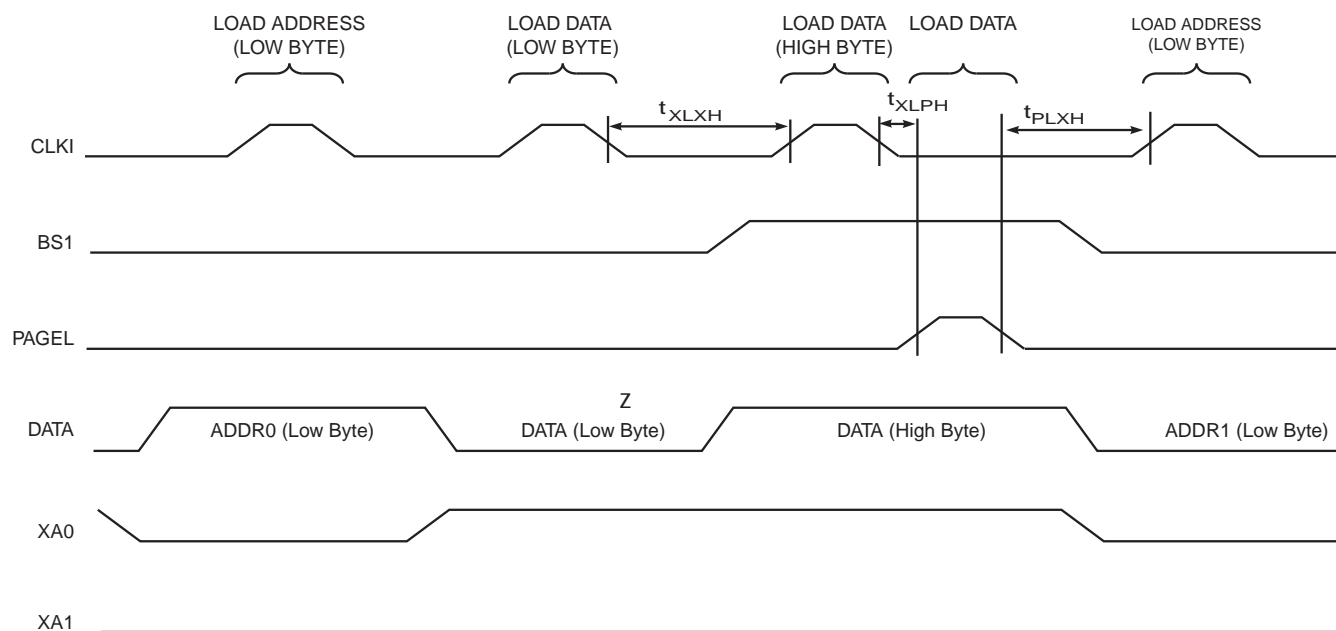 LOAD ADDRESS
(LOW BYTE)
LOAD DATA
(LOW BYTE)
LOAD DATA
(HIGH BYTE)
LOAD DATA
LOAD ADDRESS
(LOW BYTE)
tXLXH
tXLPH
tPLXH
CLKI
BS1
PAGEL
z
DATA
ADDR0 (Low Byte)
DATA (Low Byte)
DATA (High Byte)
ADDR1 (Low Byte)
XA0
XA1